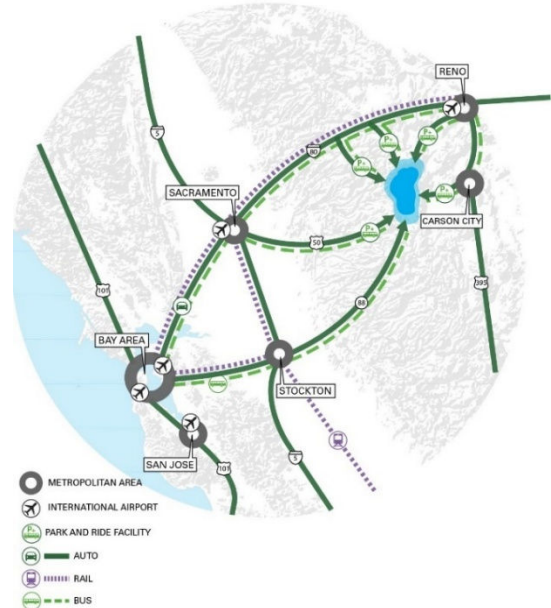 RENO
5
80
SACRAMENTO
CARSON CITY
50
101
88
395
BAY AREA
STOCKTON
SAN JOSE
101
5
METROPOLITAN AREA
INTERNATIONAL AIRPORT
PARK AND RIDE FACILITY
AUTO
RAIL
BUS